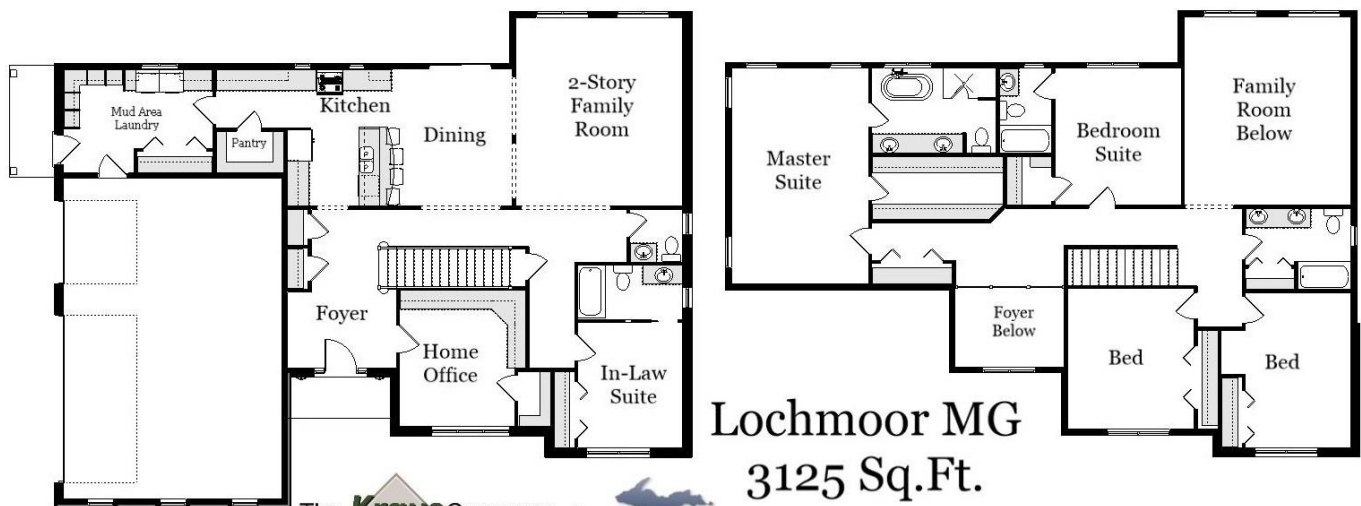 Mud Area
Laundry
Kitchen
Pantry
Dining
2-Story
Family
Room
Foyer
Home
Office
In-Law
Suite
Master
Suite
Bedroom
Suite
Family
Room
Below
Foyer
Below
Bed
Bed
Lochmoor MG
3125 Sq.Ft.